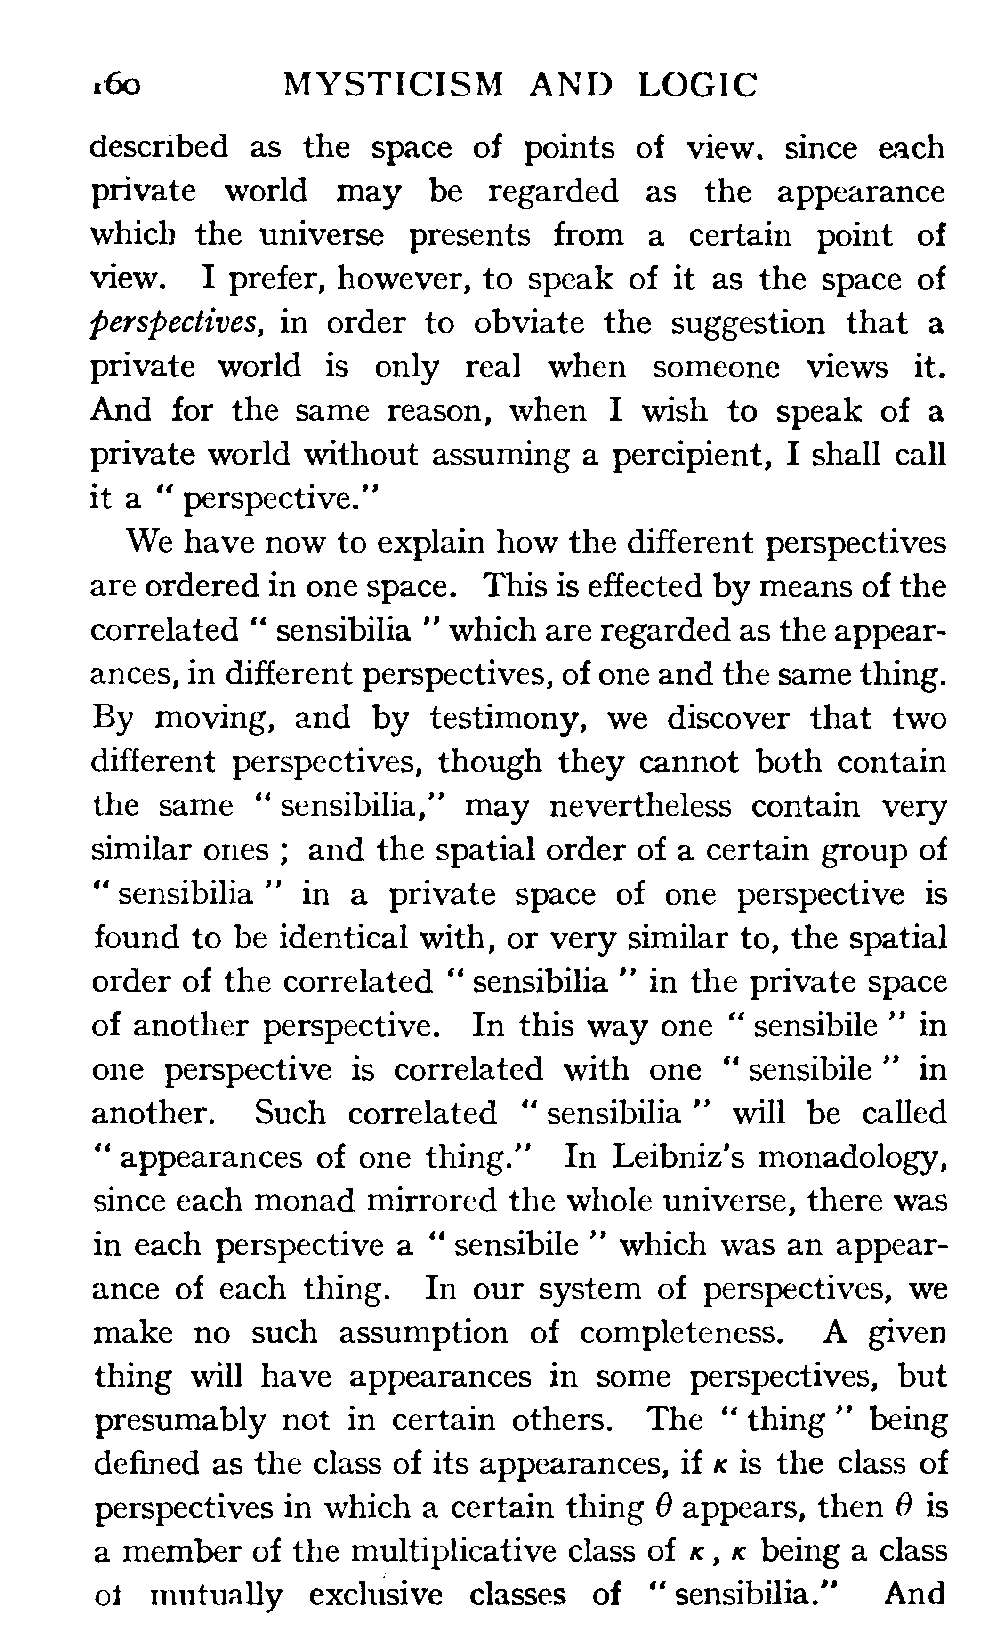 160 MYSTICISM AND LOGIC
described as the space of points of view. since each
private world may be regarded as the appearance
which the universe presents from a certain point of
view. I prefer, however, to speak of it as the space of
perspectives, in order to obviate the suggestion that a
private world is only real when someone views it.
And for the same reason, when I wish to speak of a
private world without assuming a percipient, I shall call
it a “ perspective.”
We have now to explain how the different perspectives
are ordered in one space. This is effected by means of the
correlated “ sensibilia ” which are regarded as the appear-
ances, in different perspectives, of one and the same thing.
By moving, and by testimony, we discover that two
different perspectives, though they cannot both contain
the same “ sensibilia,” may nevertheless contain very
similar ones ; and the spatial order of a certain group of
“ sensibilia ” in a private space of one perspective is
found to be identical with, or very similar to, the spatial
order of the correlated “ sensibilia ” in the private space
of another perspective. In this way one “ sensibile ” in
one perspective is correlated with one “ sensibile ” in
another. Such correlated “ sensibilia ” will be called
“ appearances of one thing.” In Leibniz's monadology,
since each monad mirrored the whole universe, there was
in each perspective a “ sensibile ” which was an appear-
ance of each thing. In our system of perspectives, we
make no such assumption of completeness. A given
thing will have appearances in some perspectives, but
presumably not in certain others. The “ thing ” being
defined as the class of its appearances, if κ is the class of
perspectives in which a certain thing θ appears, then θ is
a member of the multiplicative class of κ, κ being a class
of mutually exclusive classes of “ sensibilia.” And